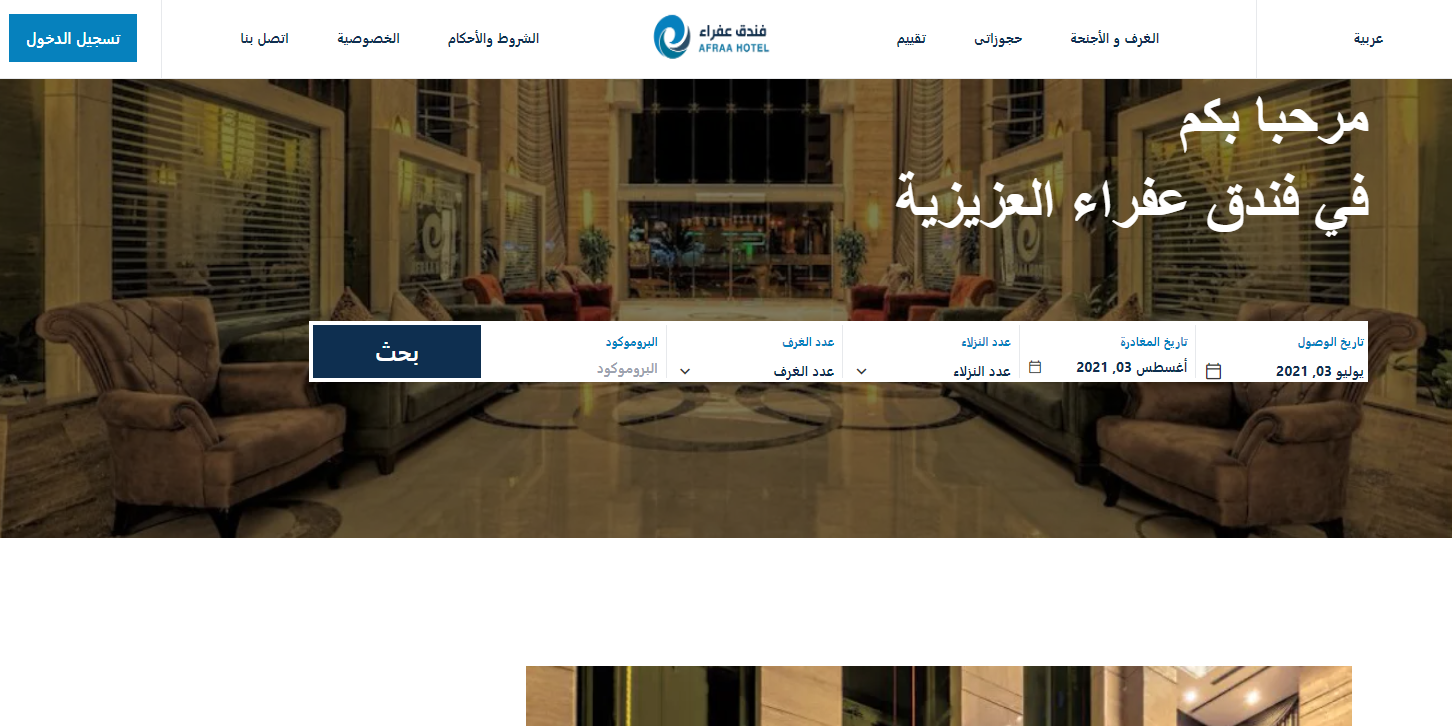 عربية
الغرف و الأجنحة
حجوزاتى
تقييم
فندق عفراء
AFRAA HOTEL
الشروط والأحكام
الخصوصية
اتصل بنا
تسجيل الدخول
مرحبا بكم
في فندق عفراء العزيزية
تاريخ الوصول
يوليو 03, 2021
تاريخ المغادرة
أغسطس 03, 2021
عدد النزلاء
عدد النزلاء
عدد الغرف
عدد الغرف
البروموكود
البروموكود
بحث